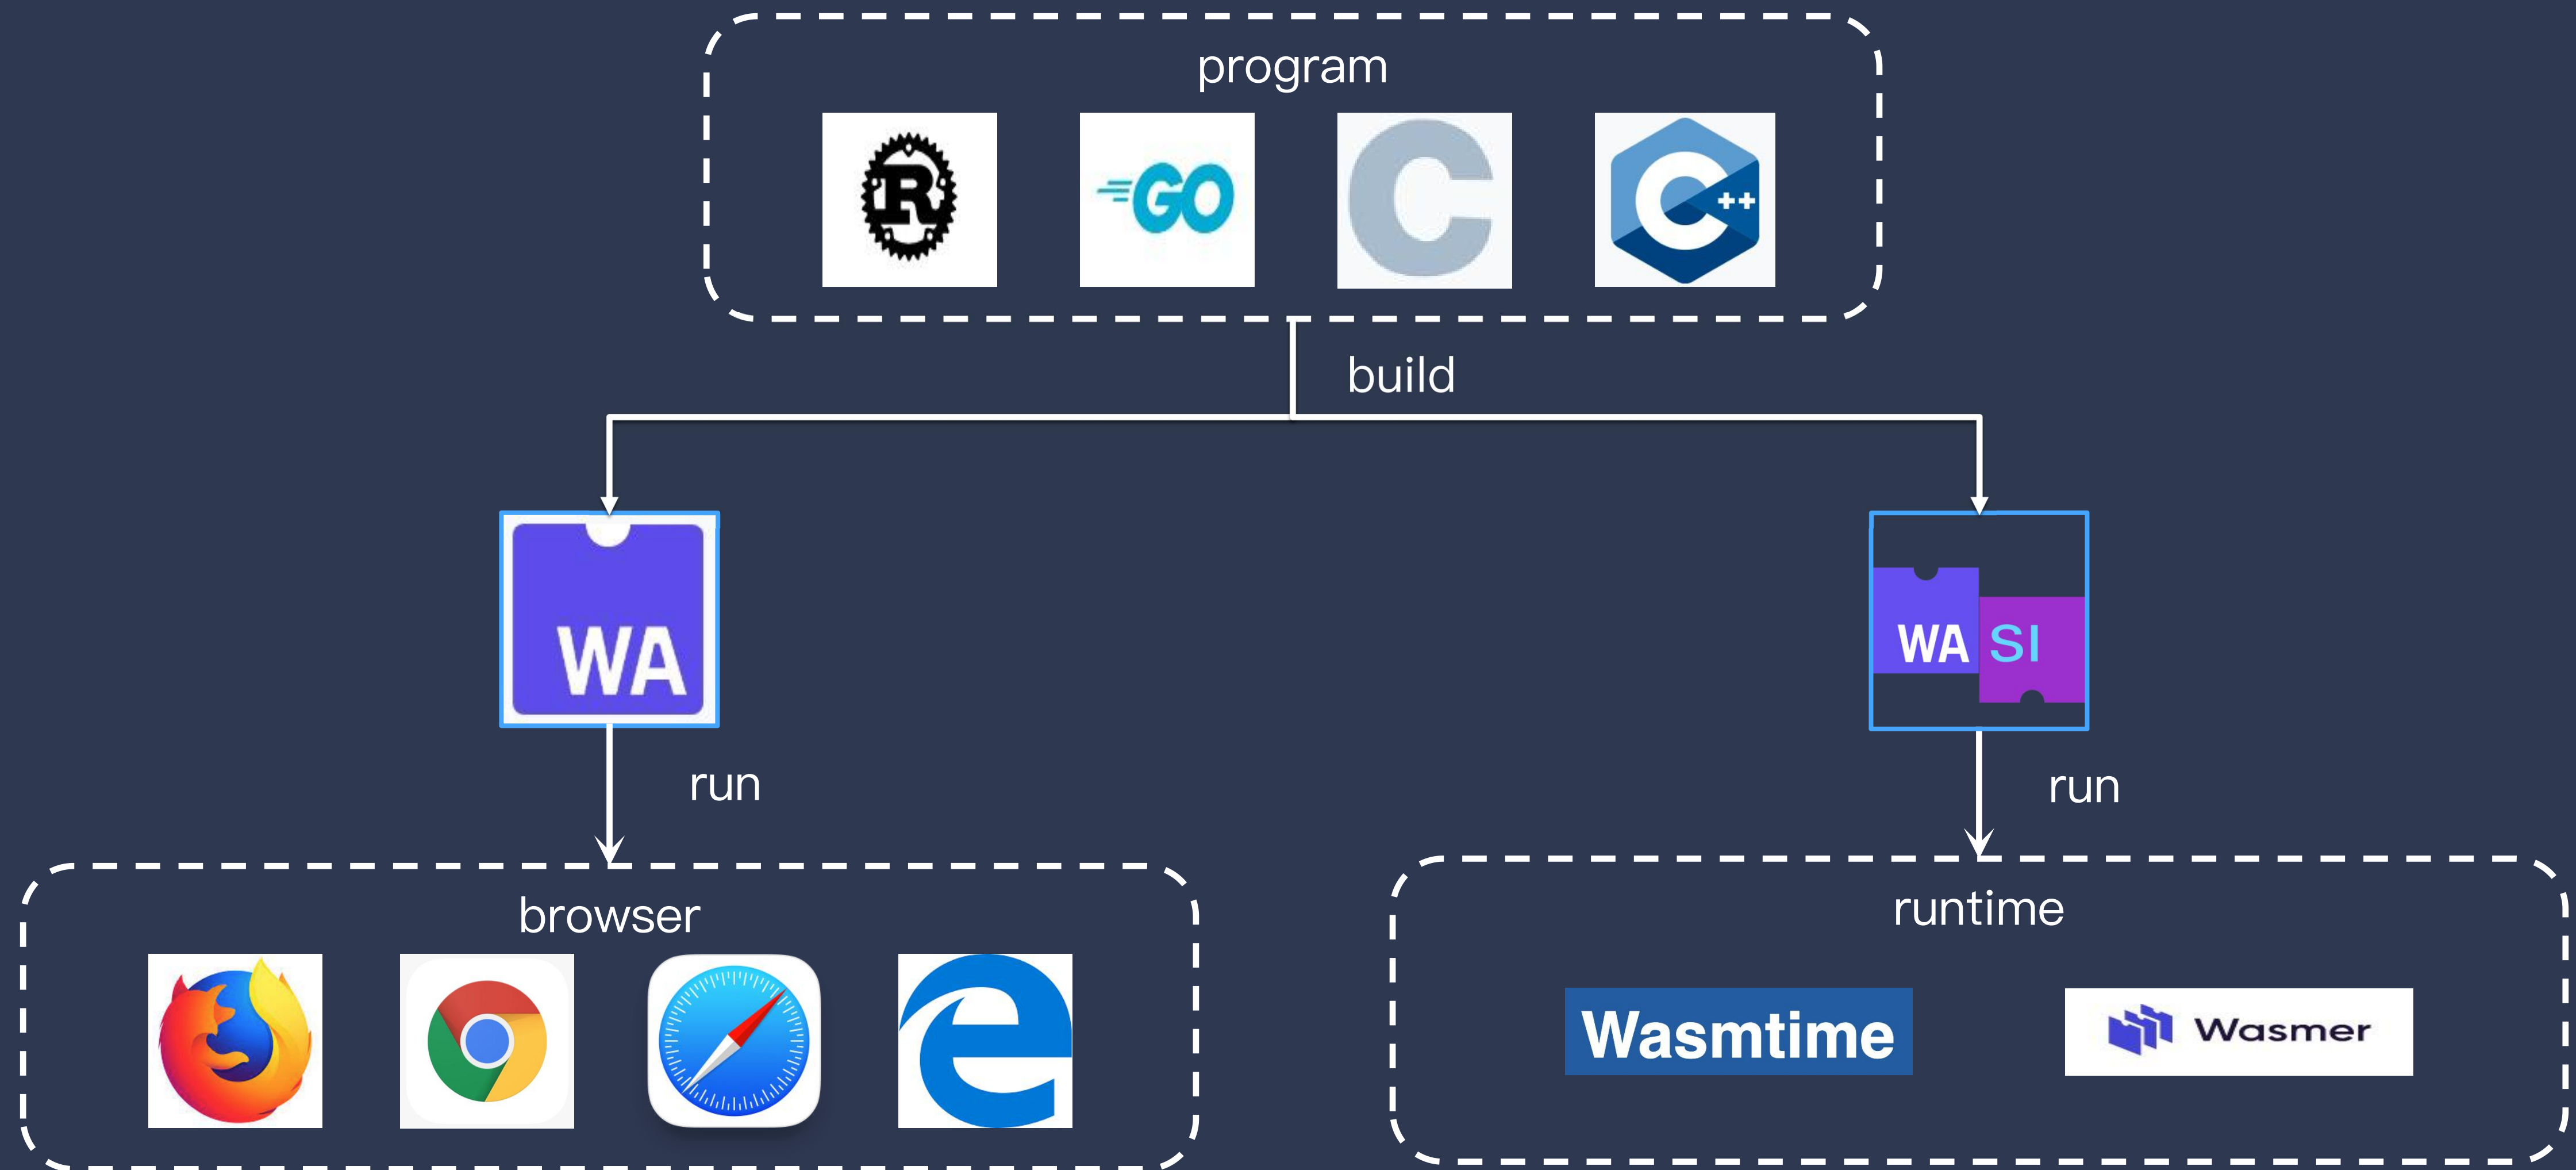 program
R
GO
C
C ++
build
WA
WA SI
run
run
browser
runtime
e
Wasmtime
Wasmer